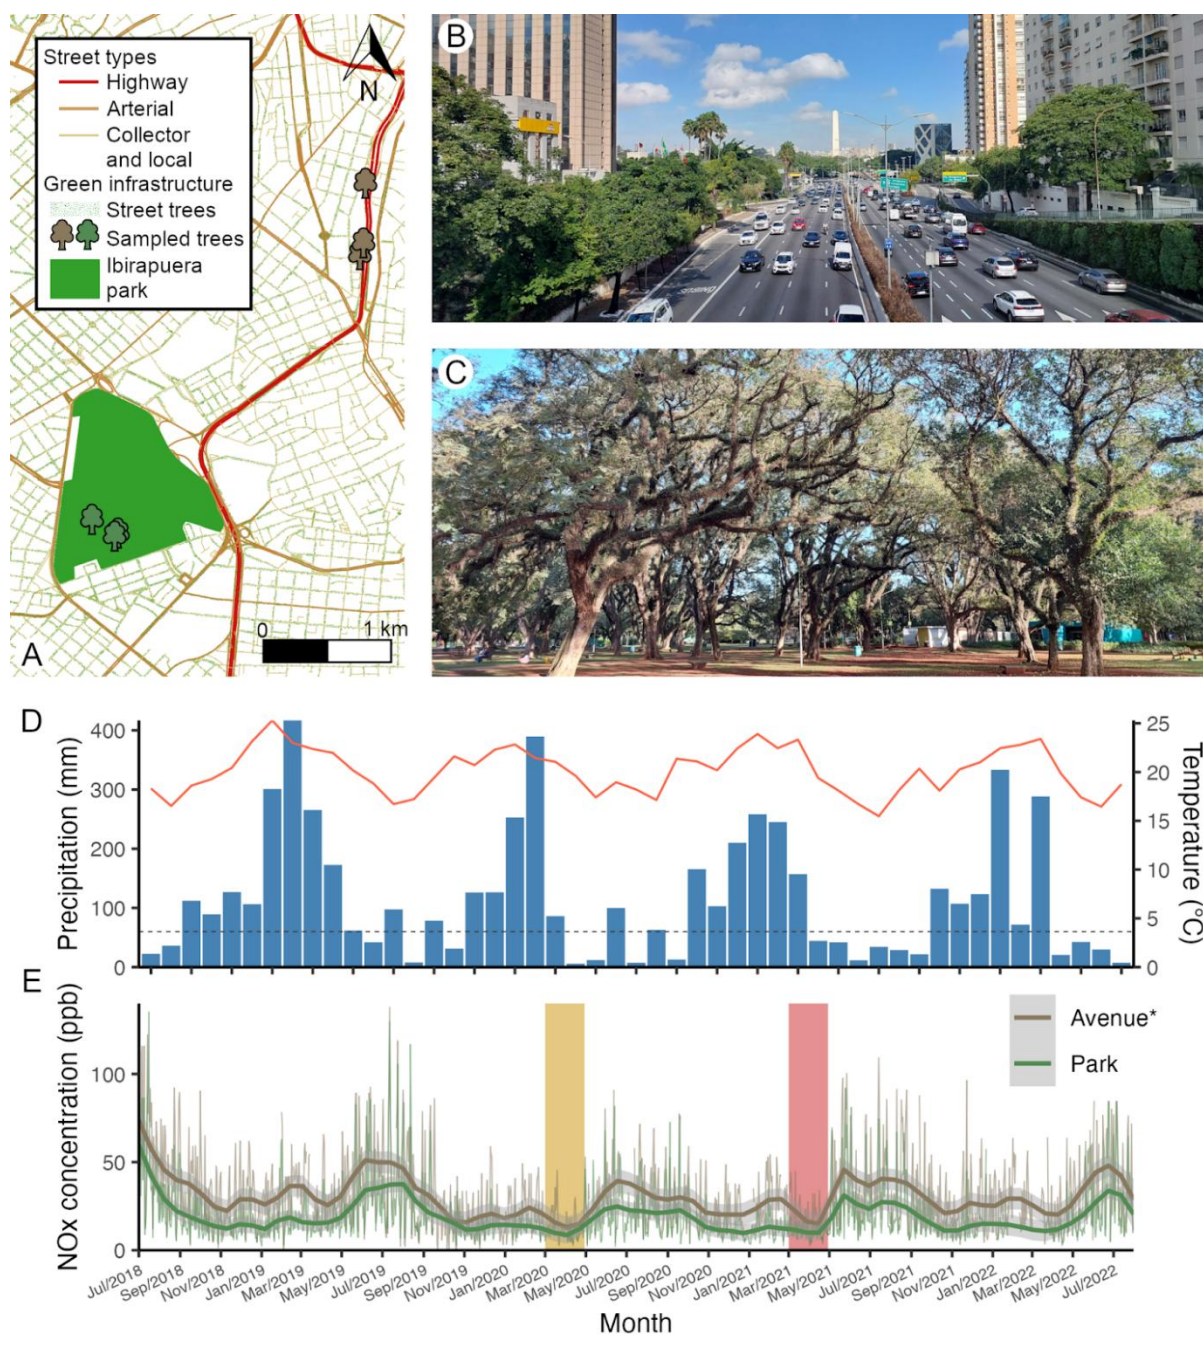 Street types
Highway
Arterial
Collector
and local
Green infrastructure
Street trees
Sampled trees
Ibirapuera
park
N
0 1 km
A
B
C
D
Precipitation (mm)
400
300
200
100
0
25
20
15
10
5
0
Temperature (°C)
E
NOx concentration (ppb)
100
50
0
Avenue*
Park
Jul/2018 Sep/2018 Nov/2018 Jan/2019 Mar/2019 May/2019 Jul/2019 Sep/2019 Nov/2019 Jan/2020 Mar/2020 May/2020 Jul/2020 Sep/2020 Nov/2020 Jan/2021 Mar/2021 May/2021 Jul/2021 Sep/2021 Nov/2021 Jan/2022 Mar/2022 May/2022 Jul/2022
Month